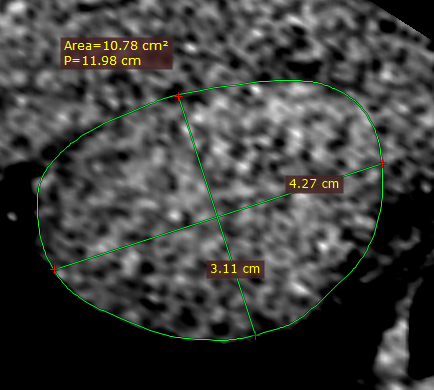 Area=10.78 cm²
P=11.98 cm
4.27 cm
3.11 cm